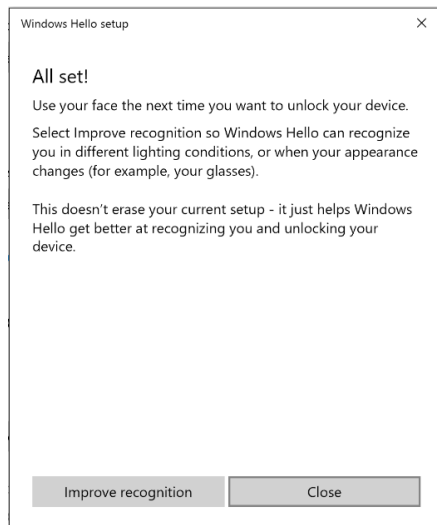 Windows Hello setup
All set!
Use your face the next time you want to unlock your device.
Select Improve recognition so Windows Hello can recognize
you in different lighting conditions, or when your appearance
changes (for example, your glasses).
This doesn't erase your current setup - it just helps Windows
Hello get better at recognizing you and unlocking your
device.
Improve recognition
Close